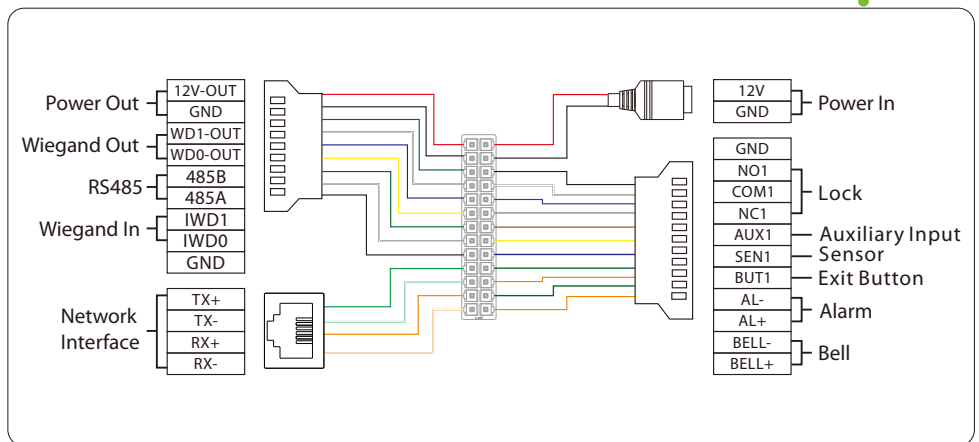 Power Out
12V-OUT
GND
Wiegand Out
WD1-OUT
WD0-OUT
RS485
485B
485A
Wiegand In
IWD1
IWD0
GND
Network
Interface
TX+
TX-
RX+
RX-
12V
GND
Power In
GND
NO1
COM1
NC1
Lock
AUX1
Auxiliary Input
SEN1
Sensor
BUT1
Exit Button
AL-
AL+
Alarm
BELL-
BELL+
Bell